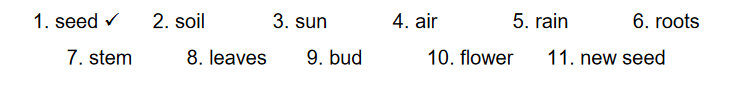 1. seed ✓ 2. soil 3. sun 4. air 5. rain 6. roots
7. stem 8. leaves 9. bud 10. flower 11. new seed